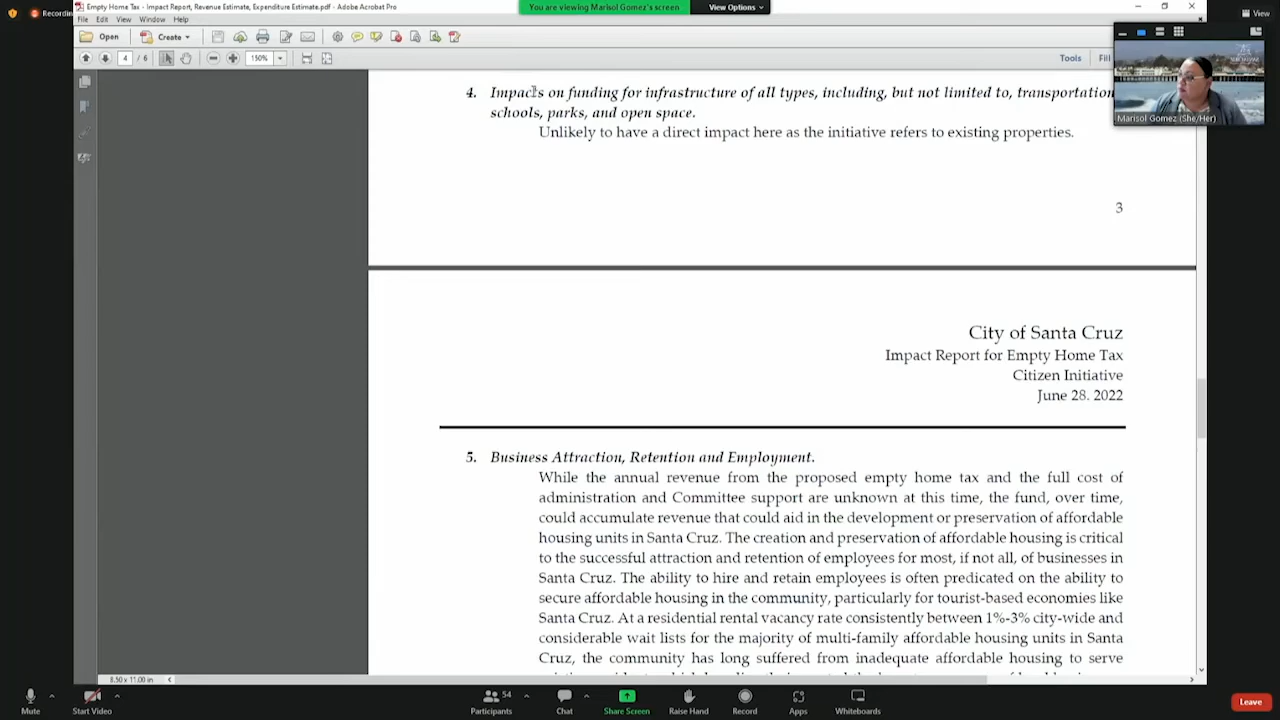 Recordin
Empty Home Tax - Impact Report, Revenue Estimate, Expenditure Estimate.pdf - Adobe Acrobat Pro
You are viewing Marisol Gomez's screen
View Options
View
File Edit View Window Help
Open
Create
4 / 6
150%
Tools
Fill
Marisol Gomez (She/Her)
4. Impacts on funding for infrastructure of all types, including, but not limited to, transportation
schools, parks, and open space.
Unlikely to have a direct impact here as the initiative refers to existing properties.
3
City of Santa Cruz
Impact Report for Empty Home Tax
Citizen Initiative
June 28. 2022
5. Business Attraction, Retention and Employment.
While the annual revenue from the proposed empty home tax and the full cost of
administration and Committee support are unknown at this time, the fund, over time,
could accumulate revenue that could aid in the development or preservation of affordable
housing units in Santa Cruz. The creation and preservation of affordable housing is critical
to the successful attraction and retention of employees for most, if not all, of businesses in
Santa Cruz. The ability to hire and retain employees is often predicated on the ability to
secure affordable housing in the community, particularly for tourist-based economies like
Santa Cruz. At a residential rental vacancy rate consistently between 1%-3% city-wide and
considerable wait lists for the majority of multi-family affordable housing units in Santa
Cruz, the community has long suffered from inadequate affordable housing to serve
8.50 x 11.00 in
Mute
Start Video
54
Participants
Chat
Share Screen
Raise Hand
Record
Apps
Whiteboards
Leave